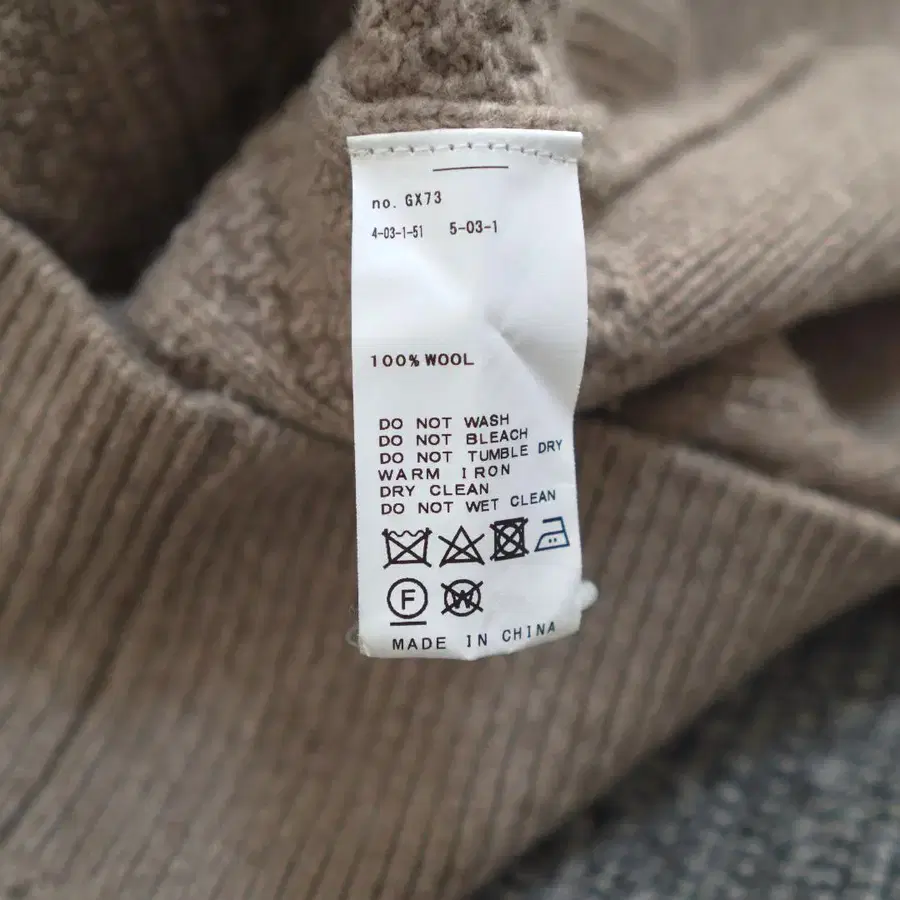 no. GX73
4-03-1-51 5-03-1
100% WOOL
DO NOT WASH
DO NOT BLEACH
DO NOT TUMBLE DRY
WARM IRON
DRY CLEAN
DO NOT WET CLEAN
F W
MADE IN CHINA